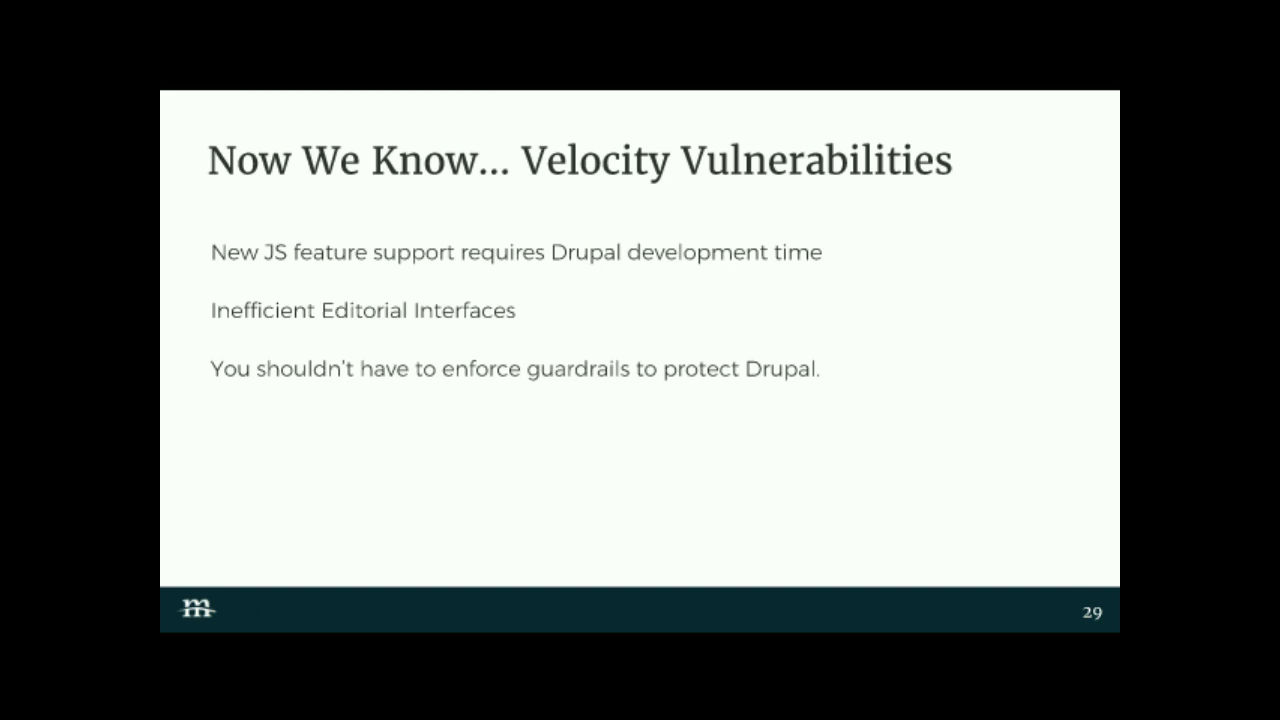 Now We Know... Velocity Vulnerabilities
New JS feature support requires Drupal development time
Inefficient Editorial Interfaces
You shouldn't have to enforce guardrails to protect Drupal.
m
29